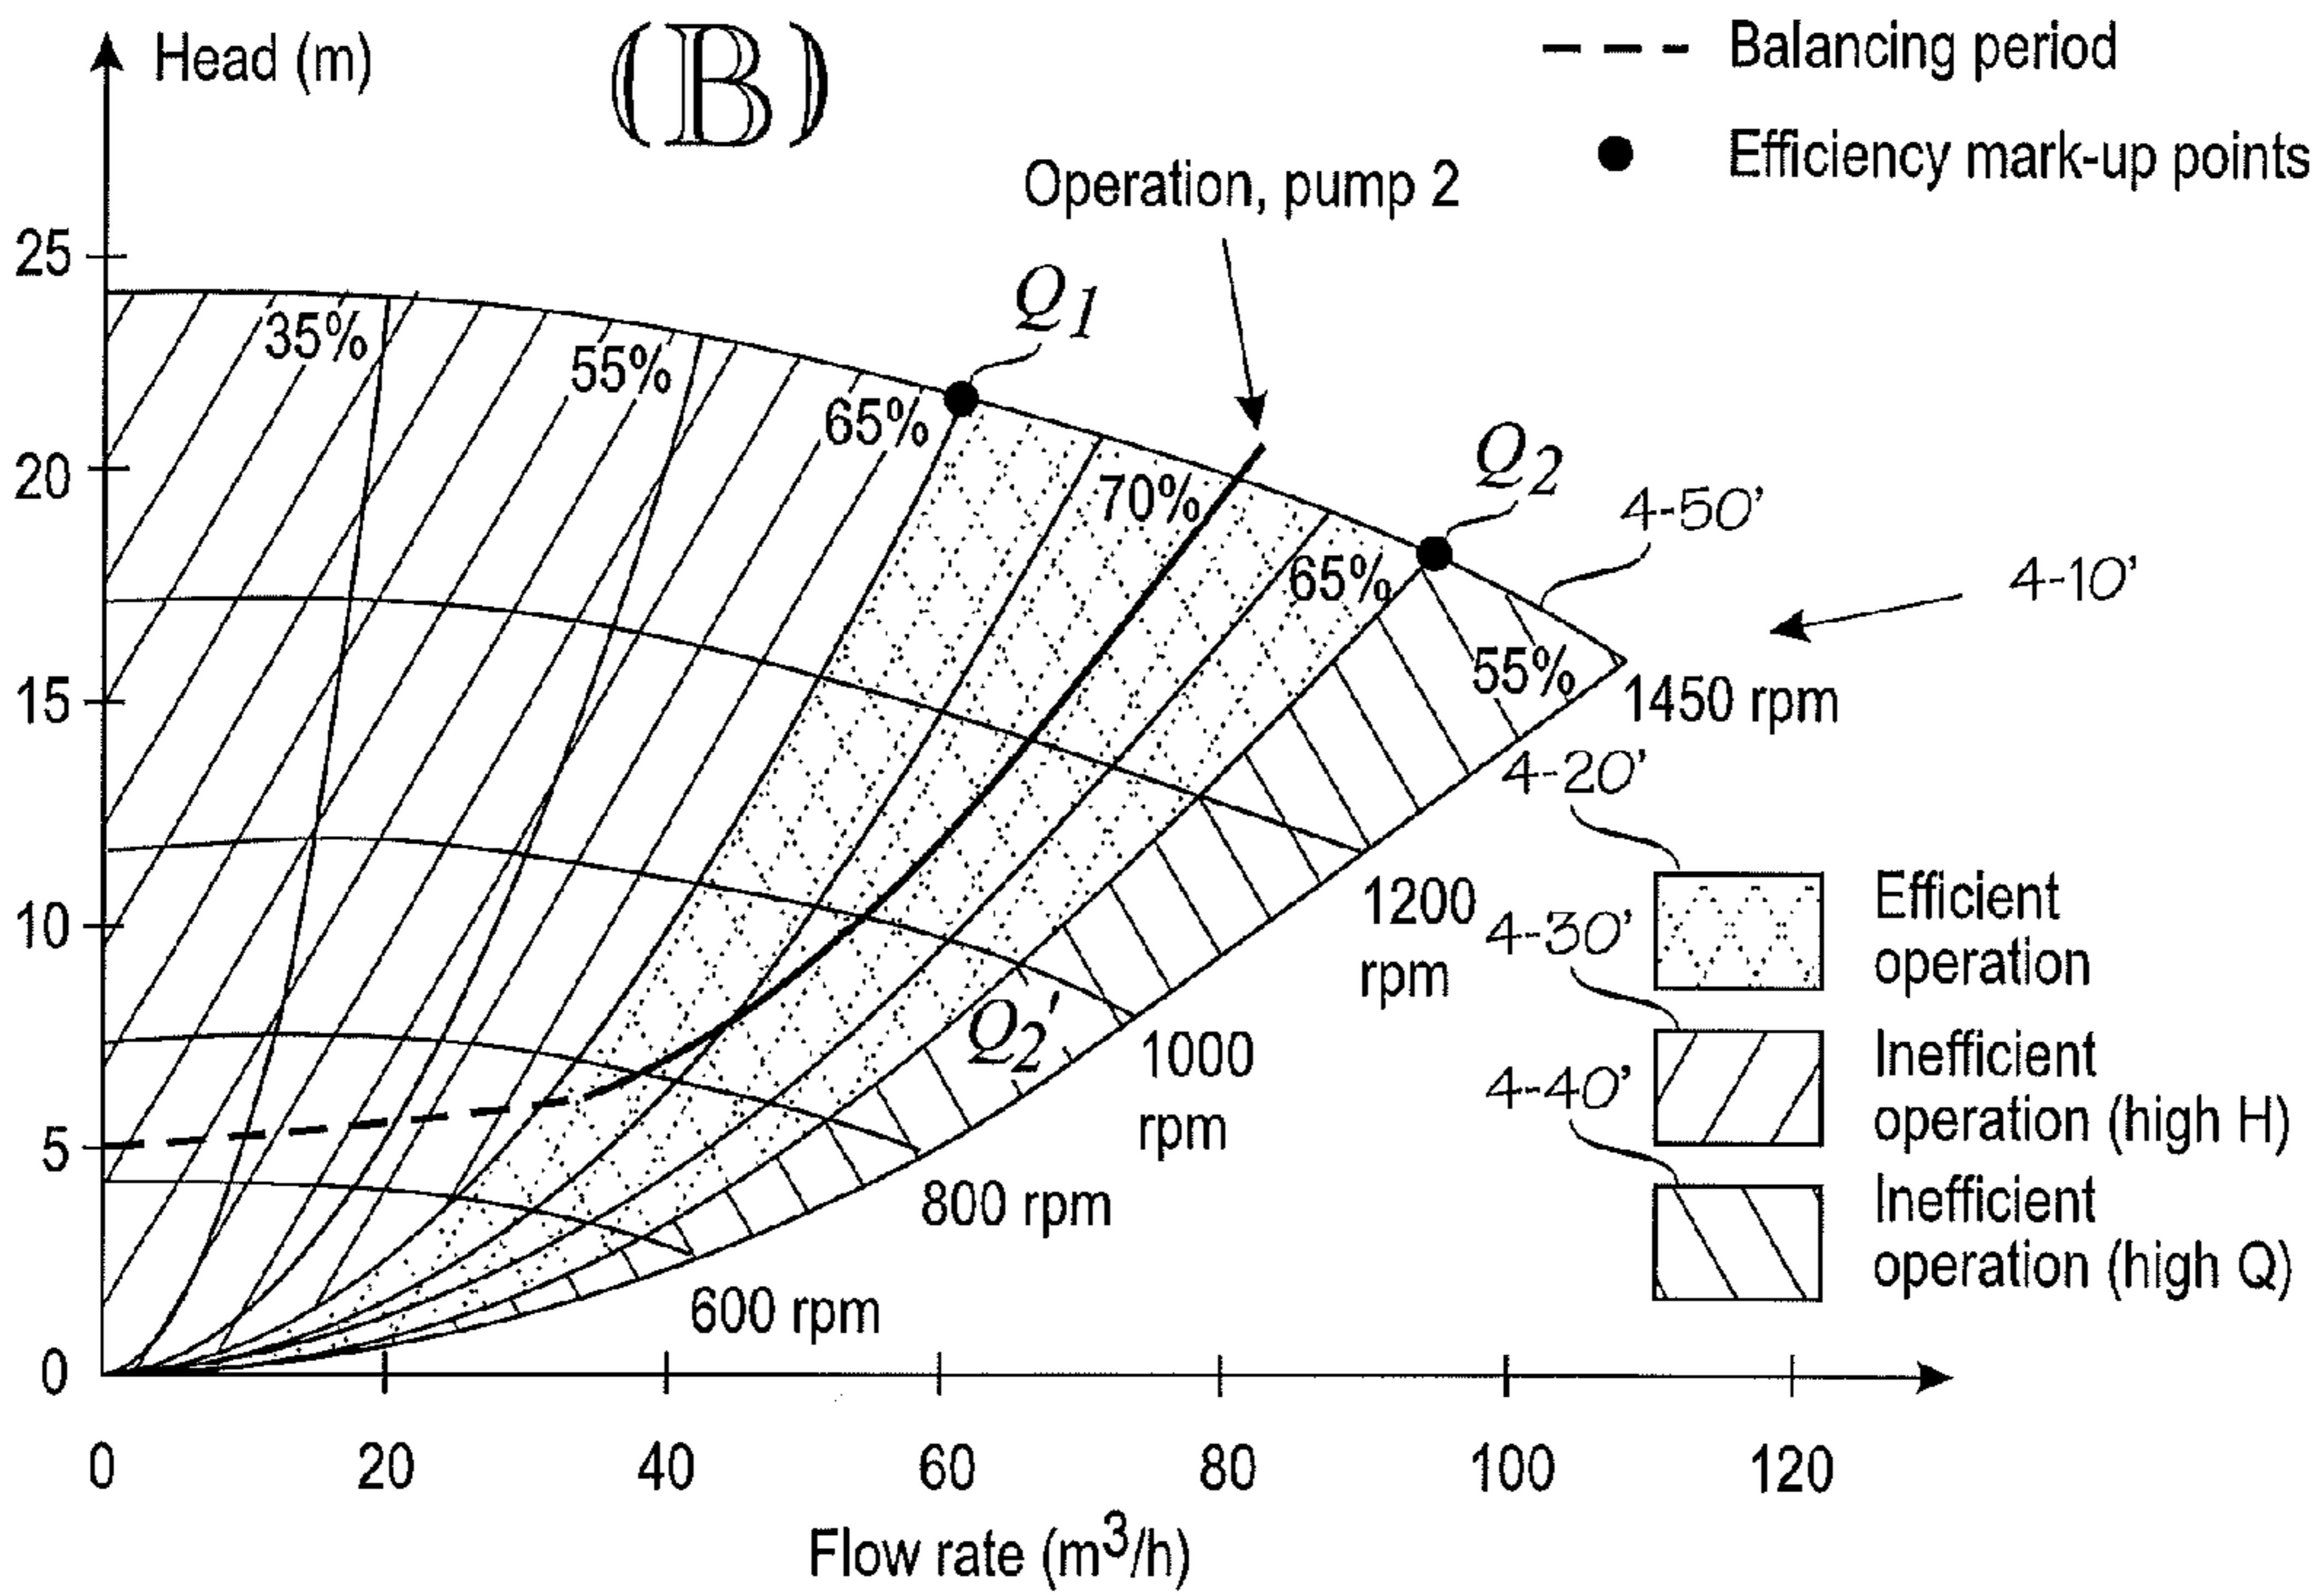 (B)
Head (m)
Balancing period
Efficiency mark-up points
Operation, pump 2
25
20
15
10
5
0
Q1
Q2
35%
55%
65%
70%
65%
55%
4-50'
4-10'
1450 rpm
4-20'
Efficient
operation
1200
rpm
4-30'
Q2'
1000
rpm
Inefficient
operation (high H)
4-40'
800 rpm
Inefficient
operation (high Q)
600 rpm
0
20
40
60
80
100
120
Flow rate (m³/h)